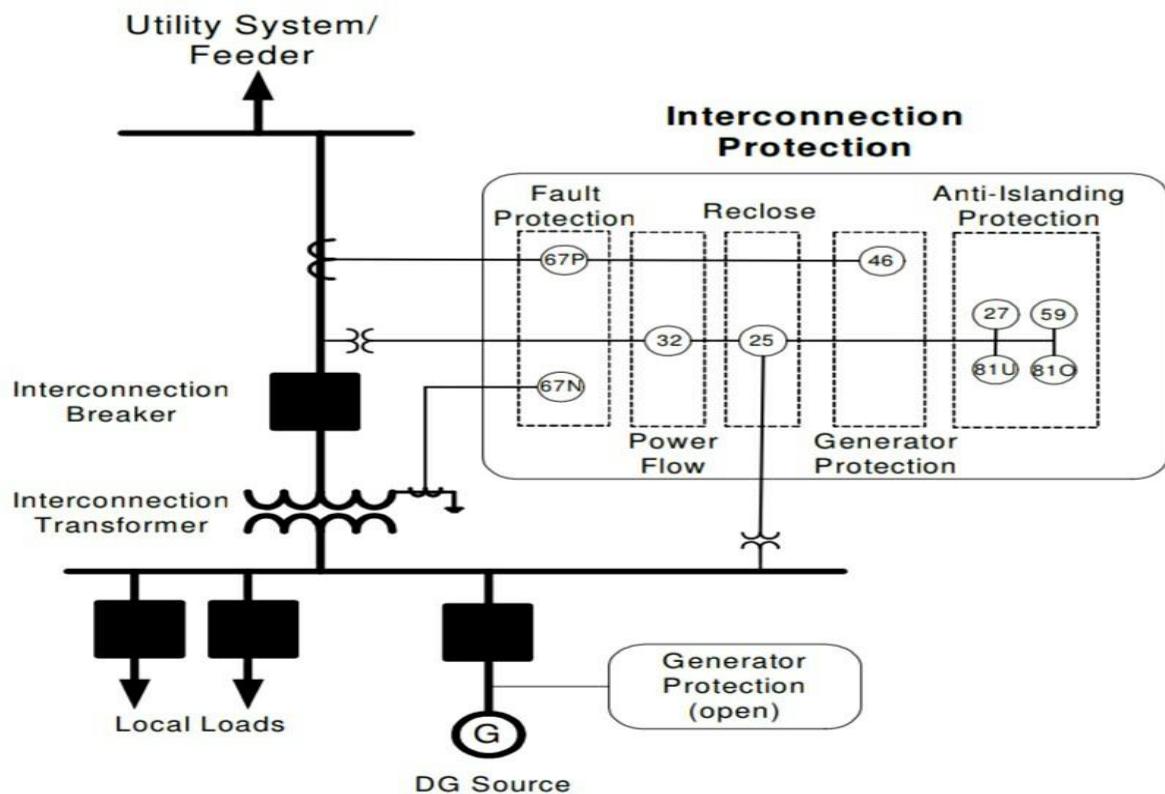 Utility System/
Feeder
Interconnection
Protection
Fault
Protection
Reclose
Anti-Islanding
Protection
67P
46
27
59
32
25
81U
81O
67N
Interconnection
Breaker
Power
Flow
Generator
Protection
Interconnection
Transformer
Generator
Protection
(open)
Local Loads
G
DG Source